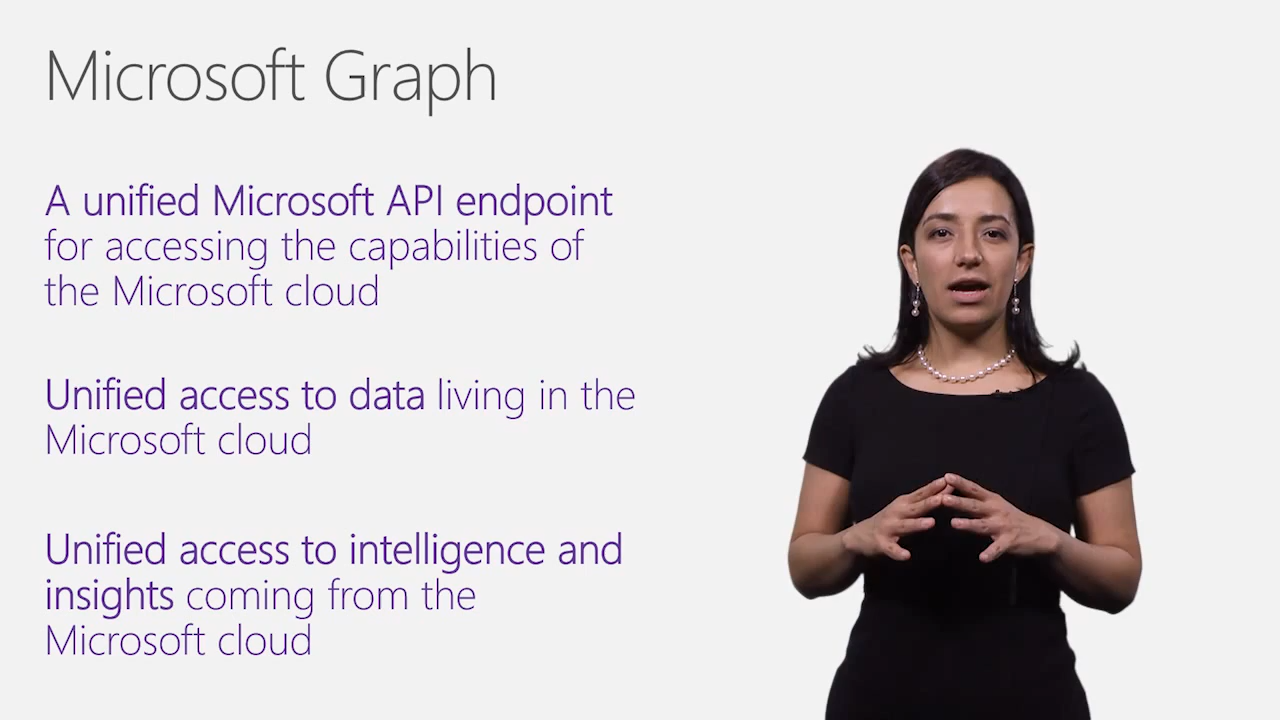 Microsoft Graph
A unified Microsoft API endpoint
for accessing the capabilities of
the Microsoft cloud
Unified access to data living in the
Microsoft cloud
Unified access to intelligence and
insights coming from the
Microsoft cloud